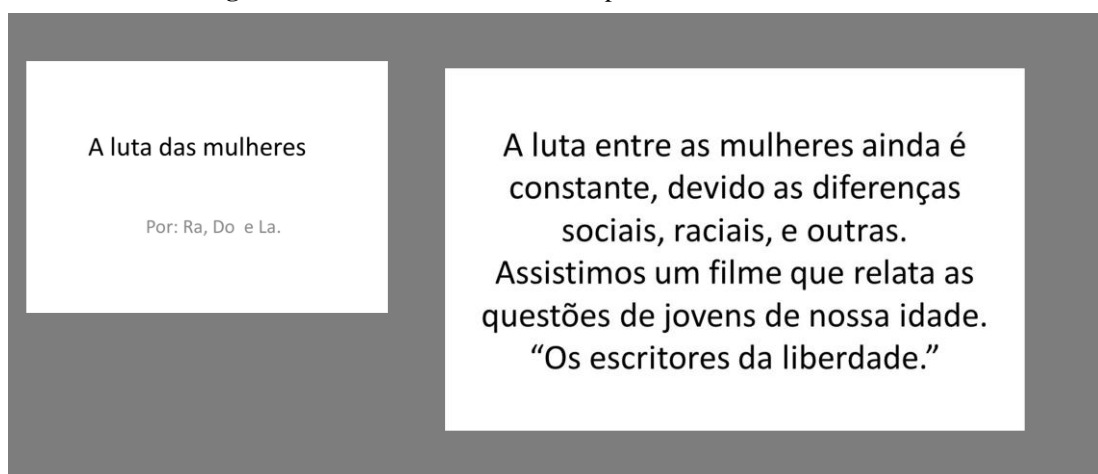 A luta das mulheres
Por: Ra, Do e La.
A luta entre as mulheres ainda é
constante, devido as diferenças
sociais, raciais, e outras.
Assistimos um filme que relata as
questões de jovens de nossa idade.
“Os escritores da liberdade.”